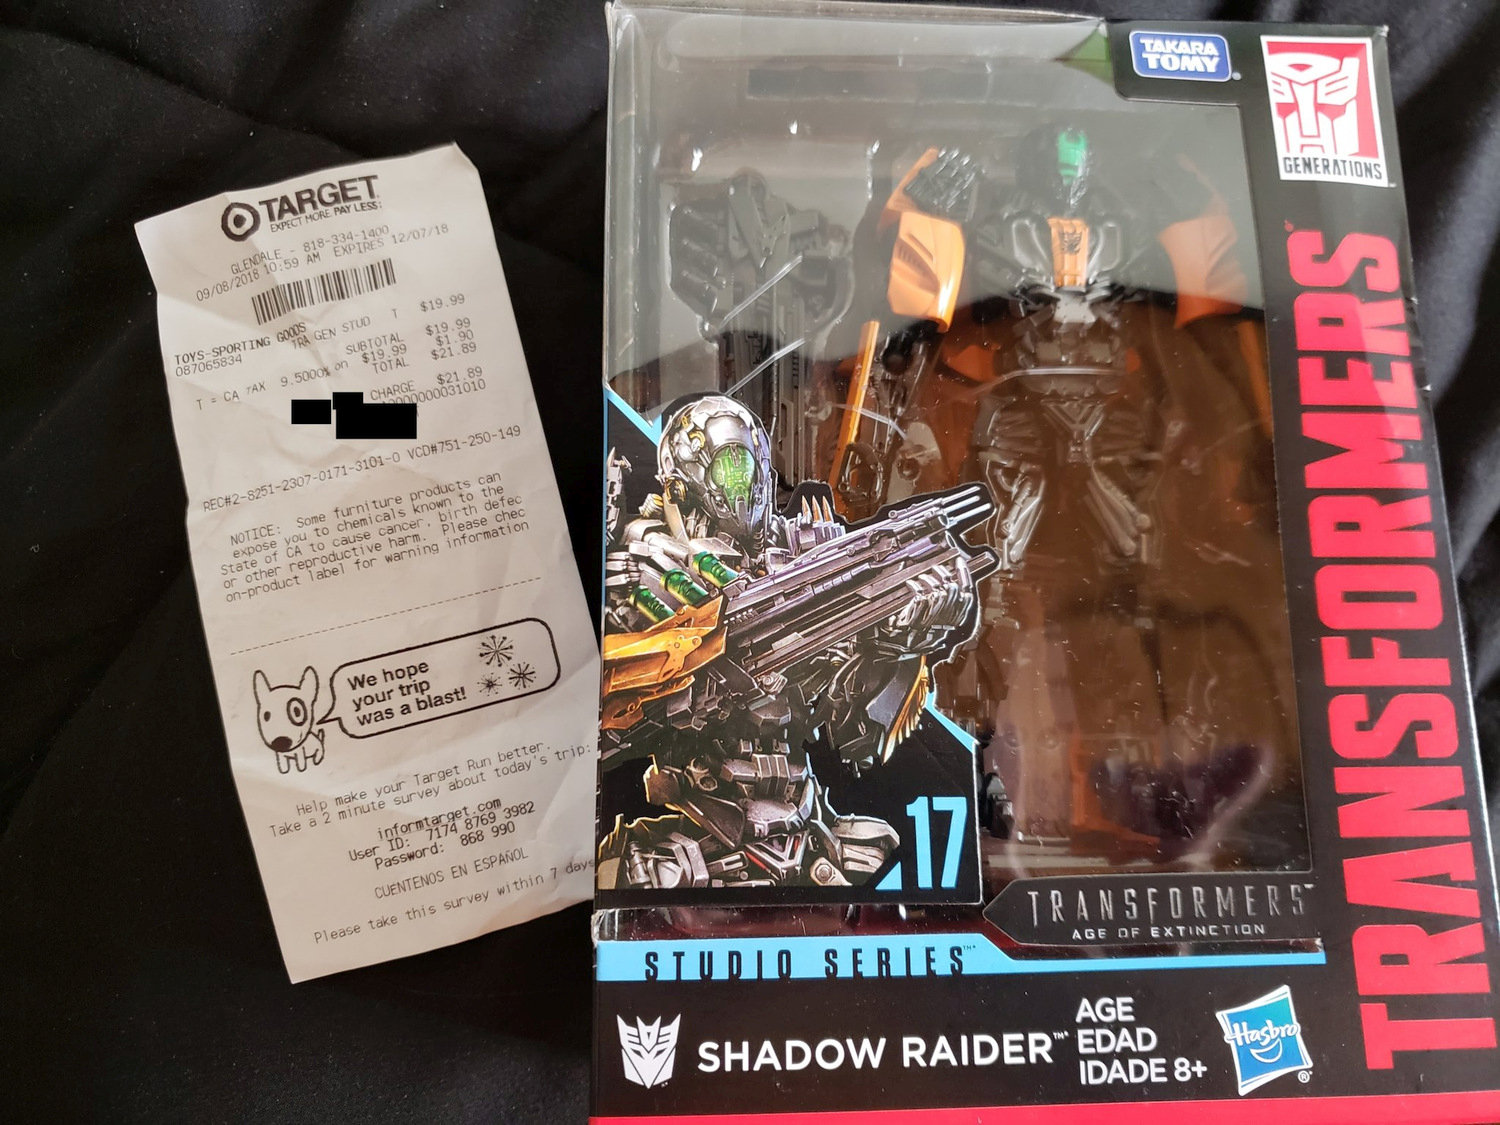 TARGET
EXPECT MORE. PAY LESS.
GLENDALE - 818-334-1400
09/08/2018 10:59 AM EXPIRES 12/07/18
TOYS-SPORTING GOODS
087065834 TRA GEN STUD T $19.99
SUBTOTAL $19.99
T = CA TAX 9.5000% on $19.99 $1.90
TOTAL $21.89
CHARGE $21.89
A0000000031010
REC#2-8251-2307-0171-3101-0 VCD#751-250-149
NOTICE: Some furniture products can
expose you to chemicals known to the
State of CA to cause cancer, birth defec
or other reproductive harm. Please chec
on-product label for warning information
We hope
your trip
was a blast!
Help make your Target Run better.
Take a 2 minute survey about today's trip:
informtarget.com
User ID: 7174 8769 3982
Password: 868 990
CUENTENOS EN ESPAÑOL
Please take this survey within 7 days
TAKARA
TOMY
GENERATIONS
TRANSFORMERS
17
TRANSFORMERS
AGE OF EXTINCTION
STUDIO SERIES™*
SHADOW RAIDER™*
AGE
EDAD
IDADE 8+
Hasbro